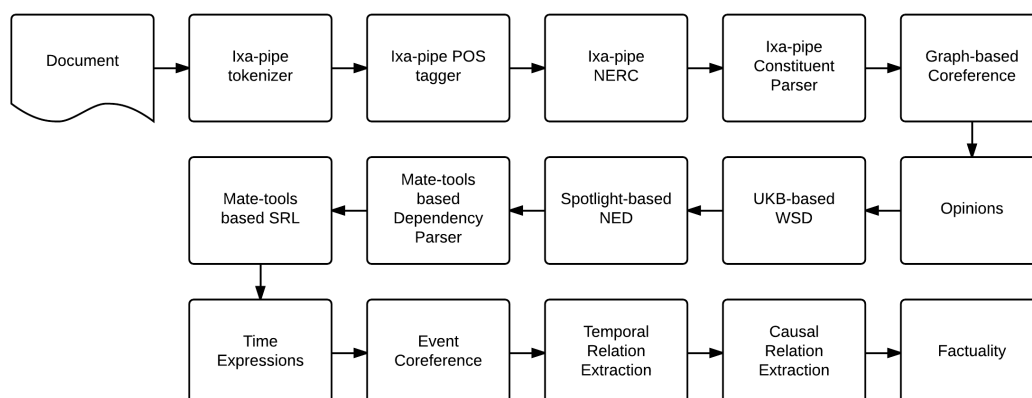 Document
Ixa-pipe
tokenizer
Ixa-pipe POS
tagger
Ixa-pipe
NERC
Ixa-pipe
Constituent
Parser
Graph-based
Coreference
Mate-tools
based SRL
Mate-tools
based
Dependency
Parser
Spotlight-based
NED
UKB-based
WSD
Opinions
Time
Expressions
Event
Coreference
Temporal
Relation
Extraction
Causal
Relation
Extraction
Factuality